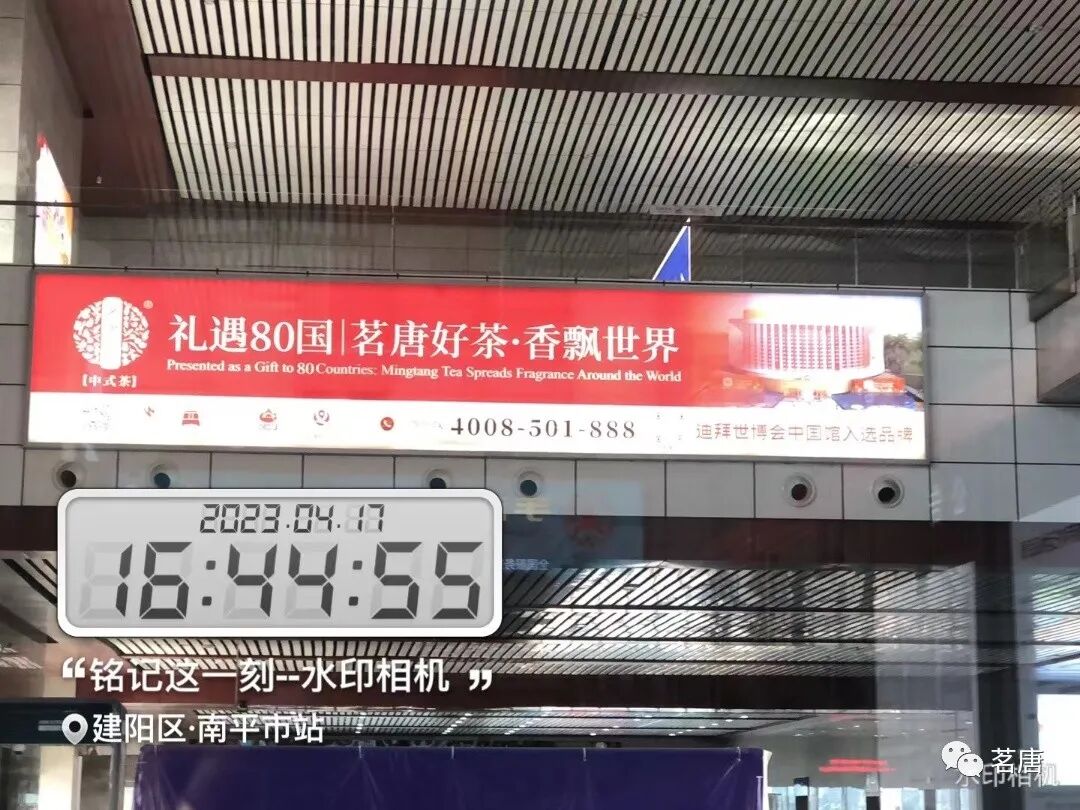 礼遇80国|茗唐好茶·香飘世界
Presented as a Gift to 80 Countries: Mingtang Tea Spreads Fragrance Around the World
[中式茶]
4008-501-888
迪拜世博会中国馆入选品牌
2023.04.17
16:44:55
“铭记这一刻--水印相机”
建阳区·南平市站
茗唐
水印相机